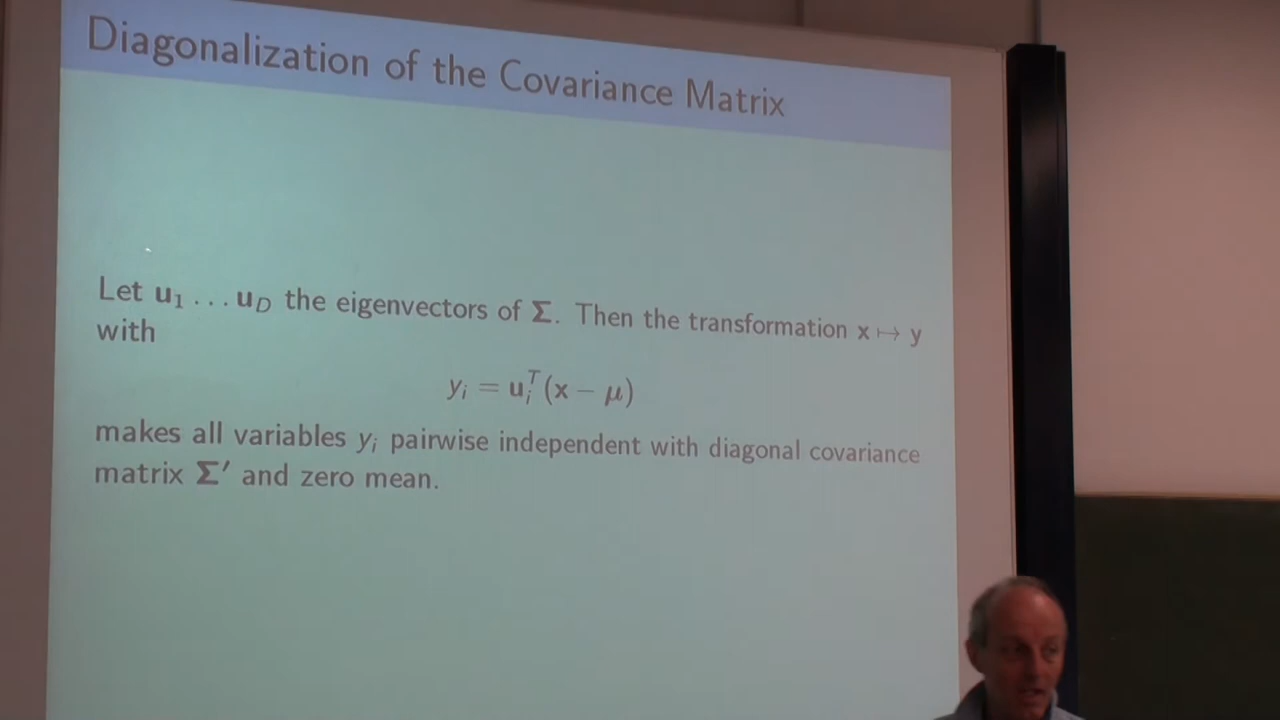 Diagonalization of the Covariance Matrix
Let u₁ … u_D the eigenvectors of Σ. Then the transformation x ↦ y
with
yᵢ = uᵢᵀ(x − μ)
makes all variables yᵢ pairwise independent with diagonal covariance
matrix Σ′ and zero mean.